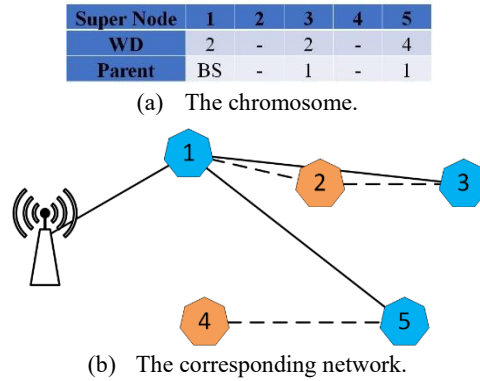 Super Node 1 2 3 4 5
WD 2 - 2 - 4
Parent BS - 1 - 1
(a) The chromosome.
1
2
3
4
5
(b) The corresponding network.